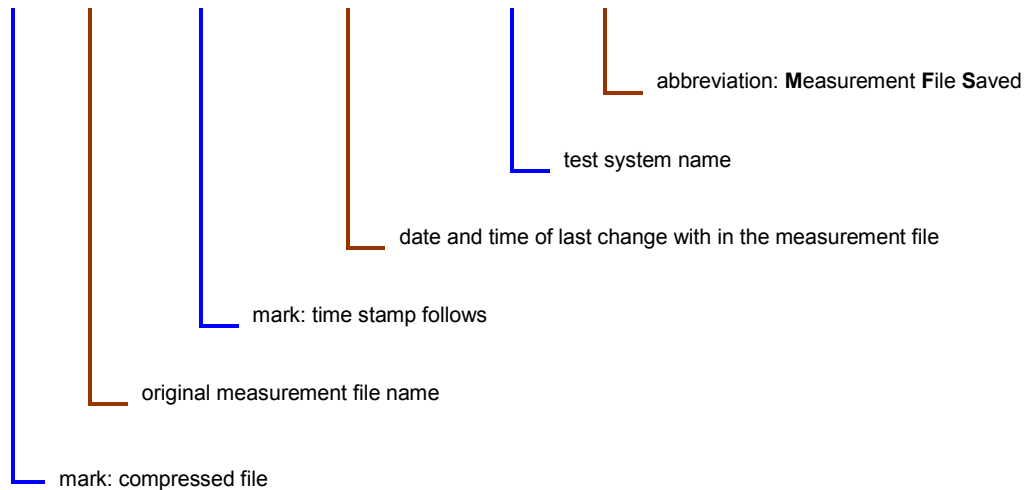 abbreviation: Measurement File Saved
test system name
date and time of last change with in the measurement file
mark: time stamp follows
original measurement file name
mark: compressed file